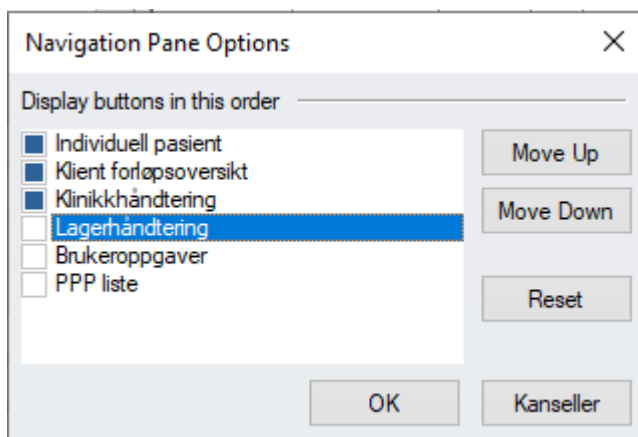 Navigation Pane Options
Display buttons in this order
Individuell pasient
Klient forløpsoversikt
Klinikkhåndtering
Lagerhåndtering
Brukeroppgaver
PPP liste
Move Up
Move Down
Reset
OK
Kanseller